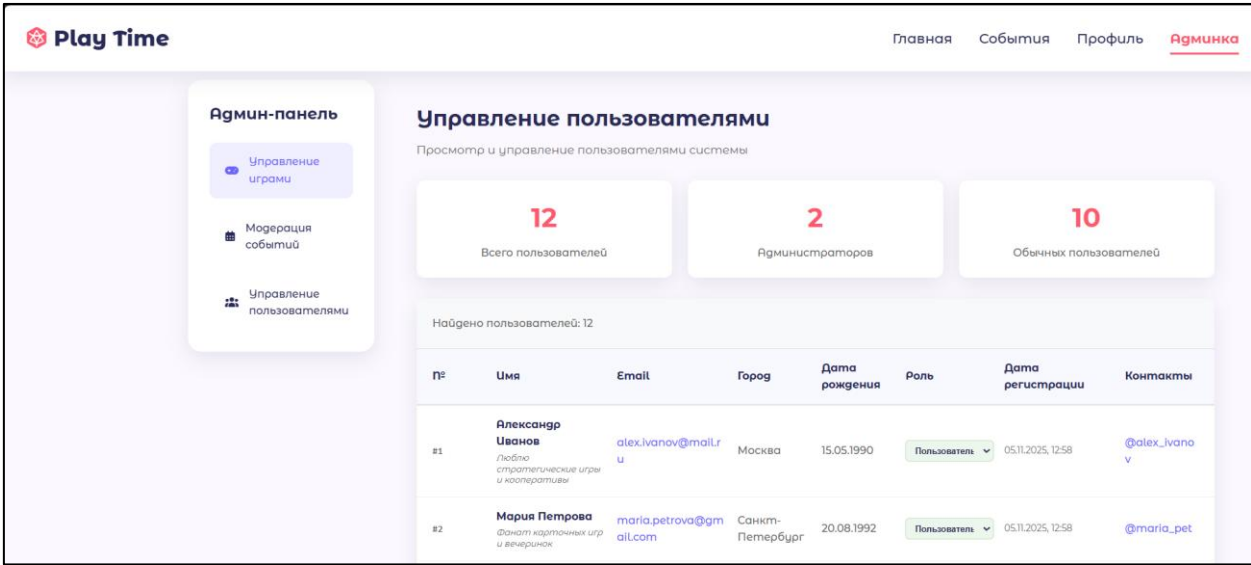 Play Time
Главная События Профиль Админка
Админ-панель
Управление
играми
Модерация
событий
Управление
пользователями
Управление пользователями
Просмотр и управление пользователями системы
12
Всего пользователей
2
Администраторов
10
Обычных пользователей
Найдено пользователей: 12
№ Имя Email Город Дата рождения Роль Дата регистрации Контакты
#1
Александр
Иванов
Люблю
стратегические игры
и кооперативы
alex.ivanov@mail.r
u
Москва
15.05.1990
Пользователь
05.11.2025, 12:58
@alex_ivano
v
#2
Мария Петрова
Фанат карточных игр
и вечеринок
maria.petrova@gm
ail.com
Санкт-
Петербург
20.08.1992
Пользователь
05.11.2025, 12:58
@maria_pet